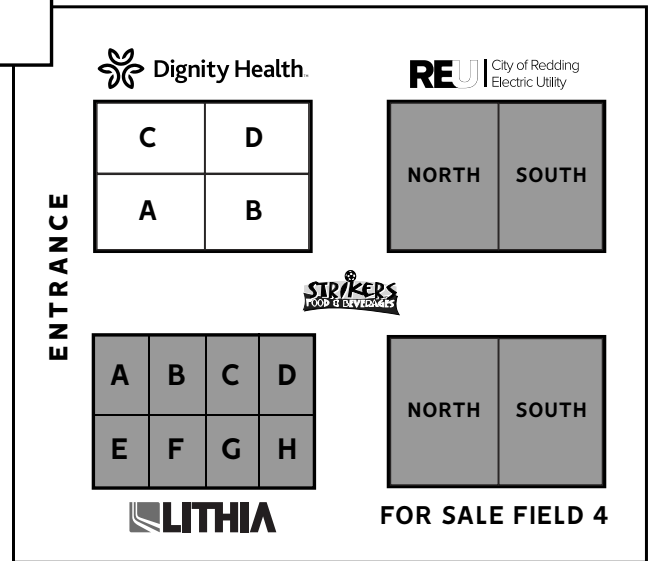 Dignity Health.
REU City of Redding
Electric Utility
C D
A B
NORTH SOUTH
ENTRANCE
STRIKERS
FOOD & BEVERAGES
A B C D
E F G H
NORTH SOUTH
LITHIA
FOR SALE FIELD 4